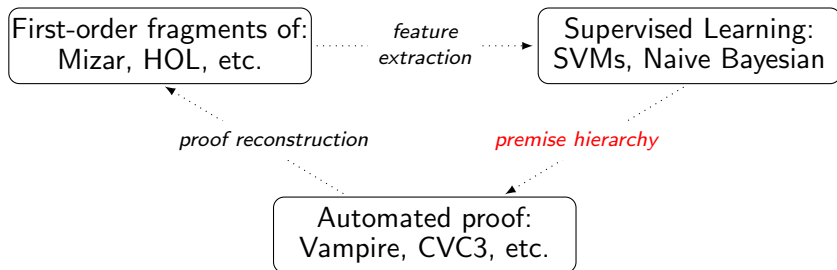 First-order fragments of:
Mizar, HOL, etc.
feature
extraction
Supervised Learning:
SVMs, Naive Bayesian
proof reconstruction
premise hierarchy
Automated proof:
Vampire, CVC3, etc.